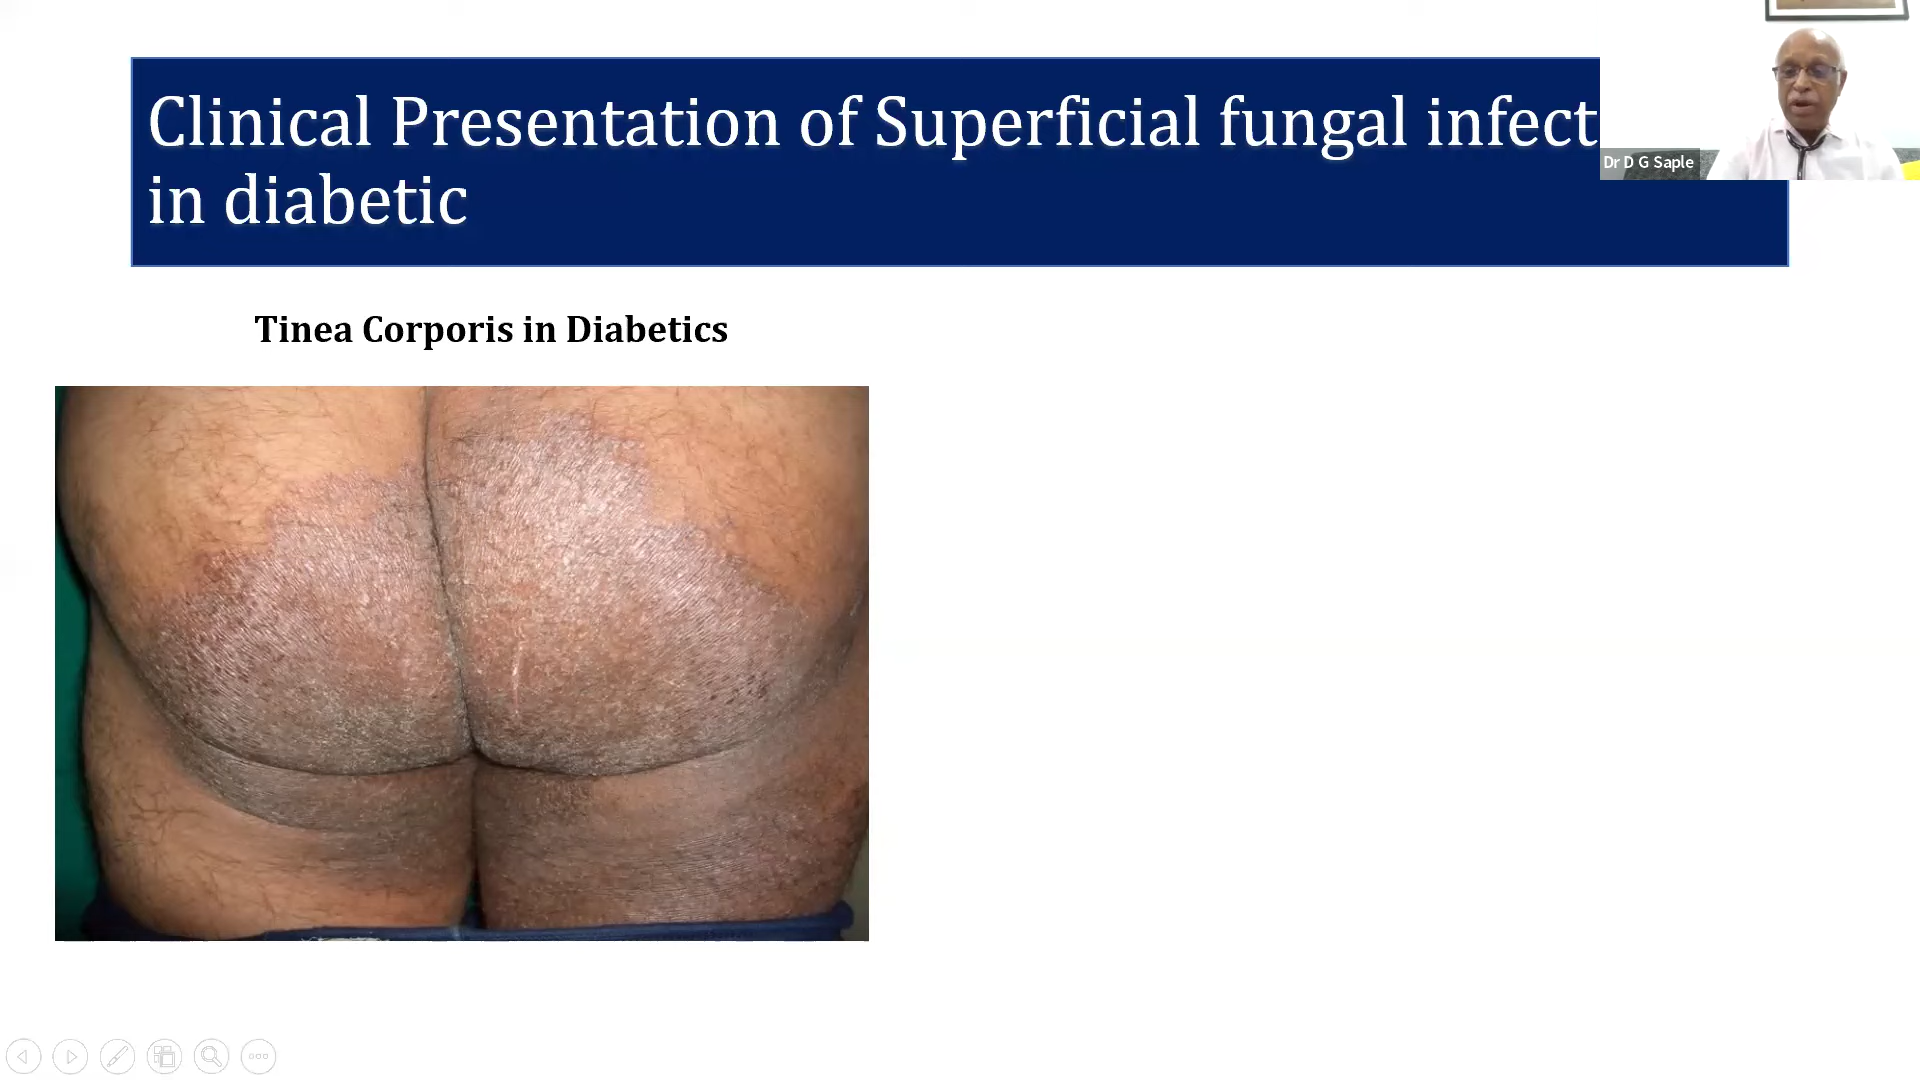 Clinical Presentation of Superficial fungal infect
in diabetic
Dr D G Saple
Tinea Corporis in Diabetics